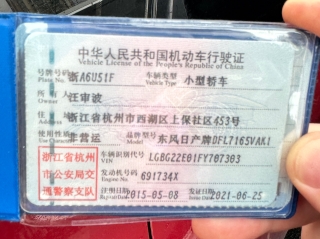 中华人民共和国机动车行驶证
Vehicle License of the People's Republic of China
号牌号码 浙A6U51F 车辆类型 小型轿车
Plate No. Vehicle Type
所有人 汪审波
Owner
住址 浙江省杭州市西湖区上保社区453号
Address
使用性质 非营运 品牌型号 东风日产牌DFL7165VAK1
Use Character Model
浙江省杭州市公安局交通警察支队
车辆识别代号 LGBG22E01FY707303
VIN
发动机号码 691734X
Engine No.
注册日期 2015-05-08 发证日期 2021-06-25